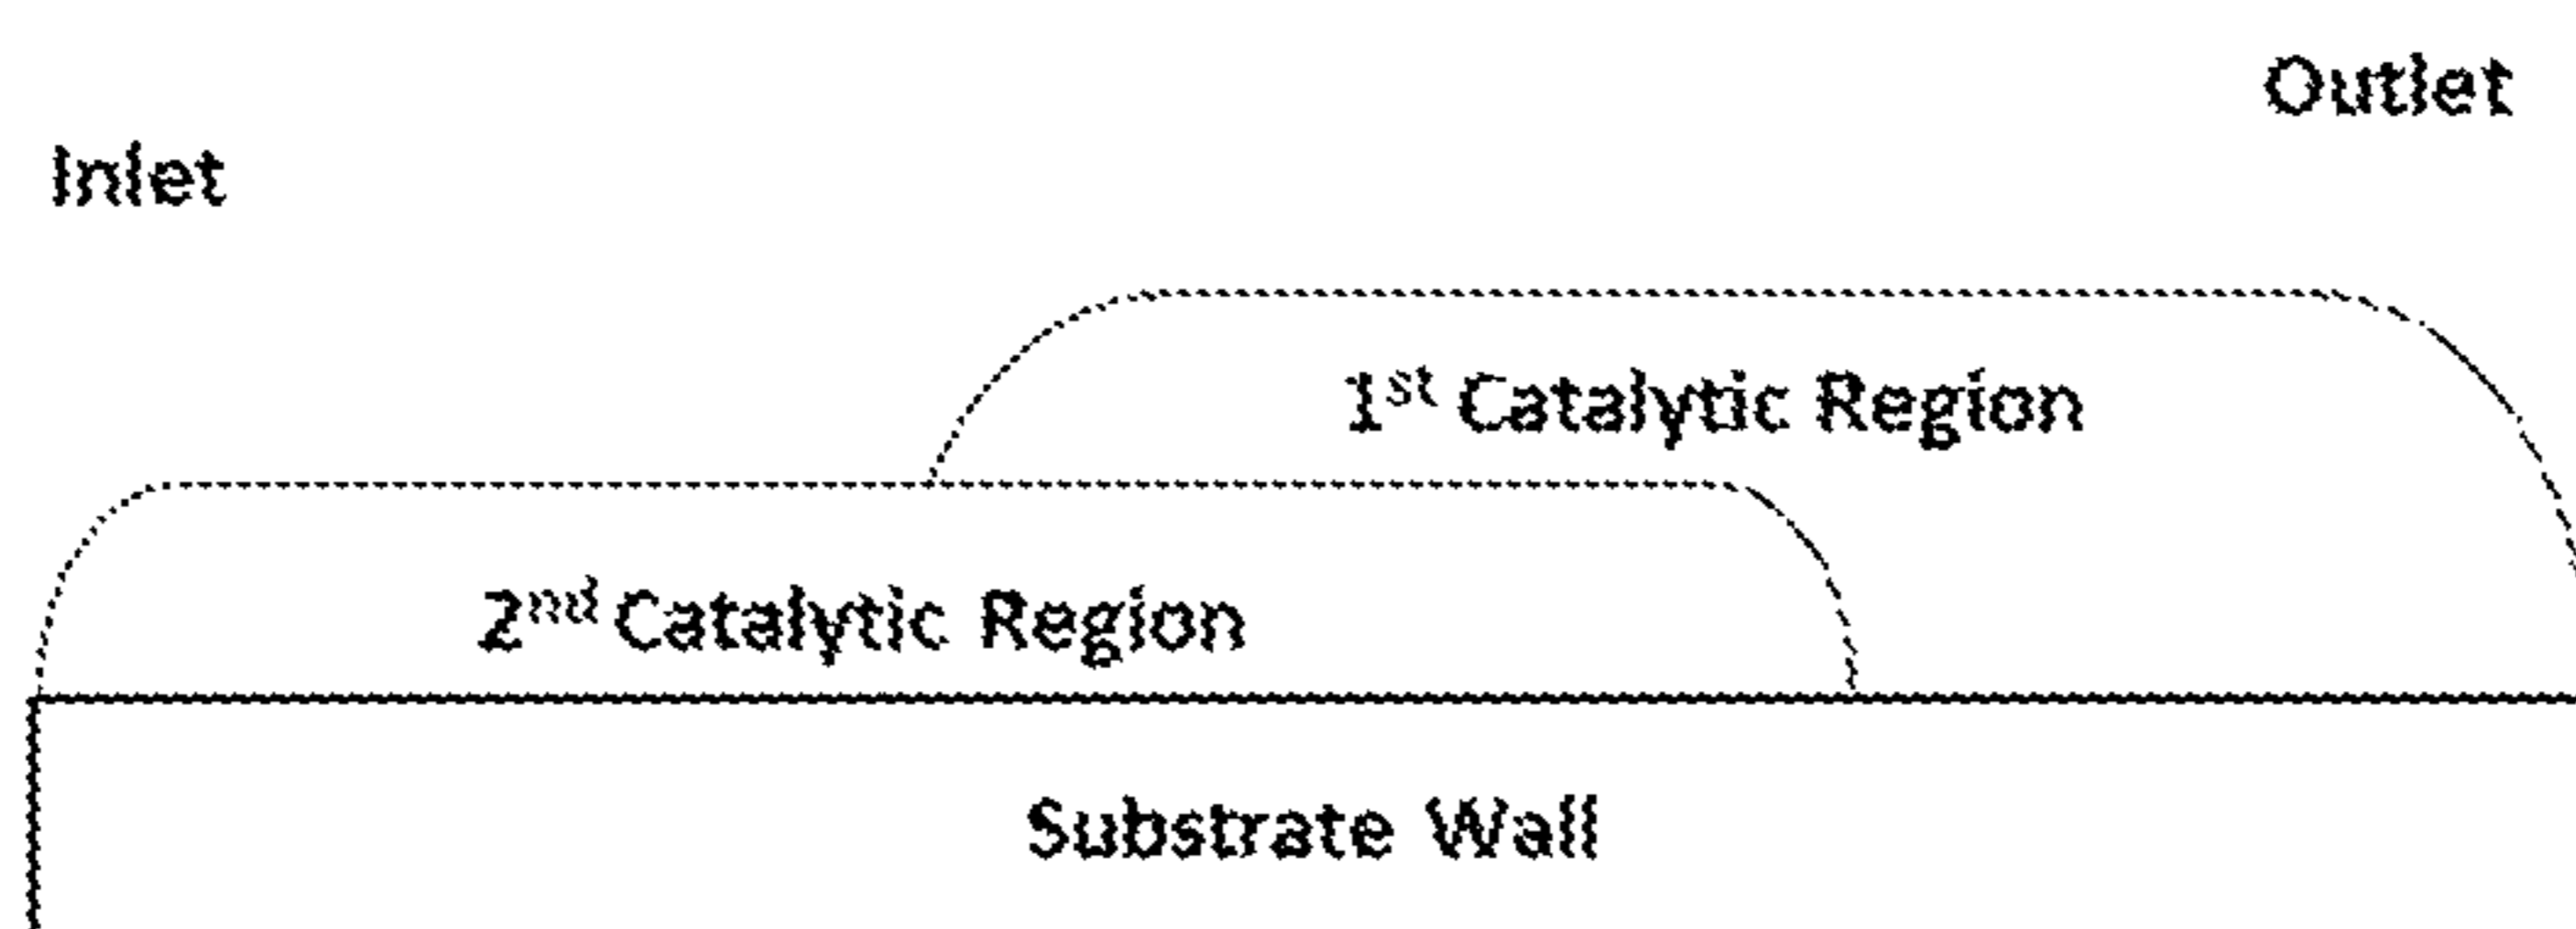 Outlet
Inlet
1st Catalytic Region
2nd Catalytic Region
Substrate Wall